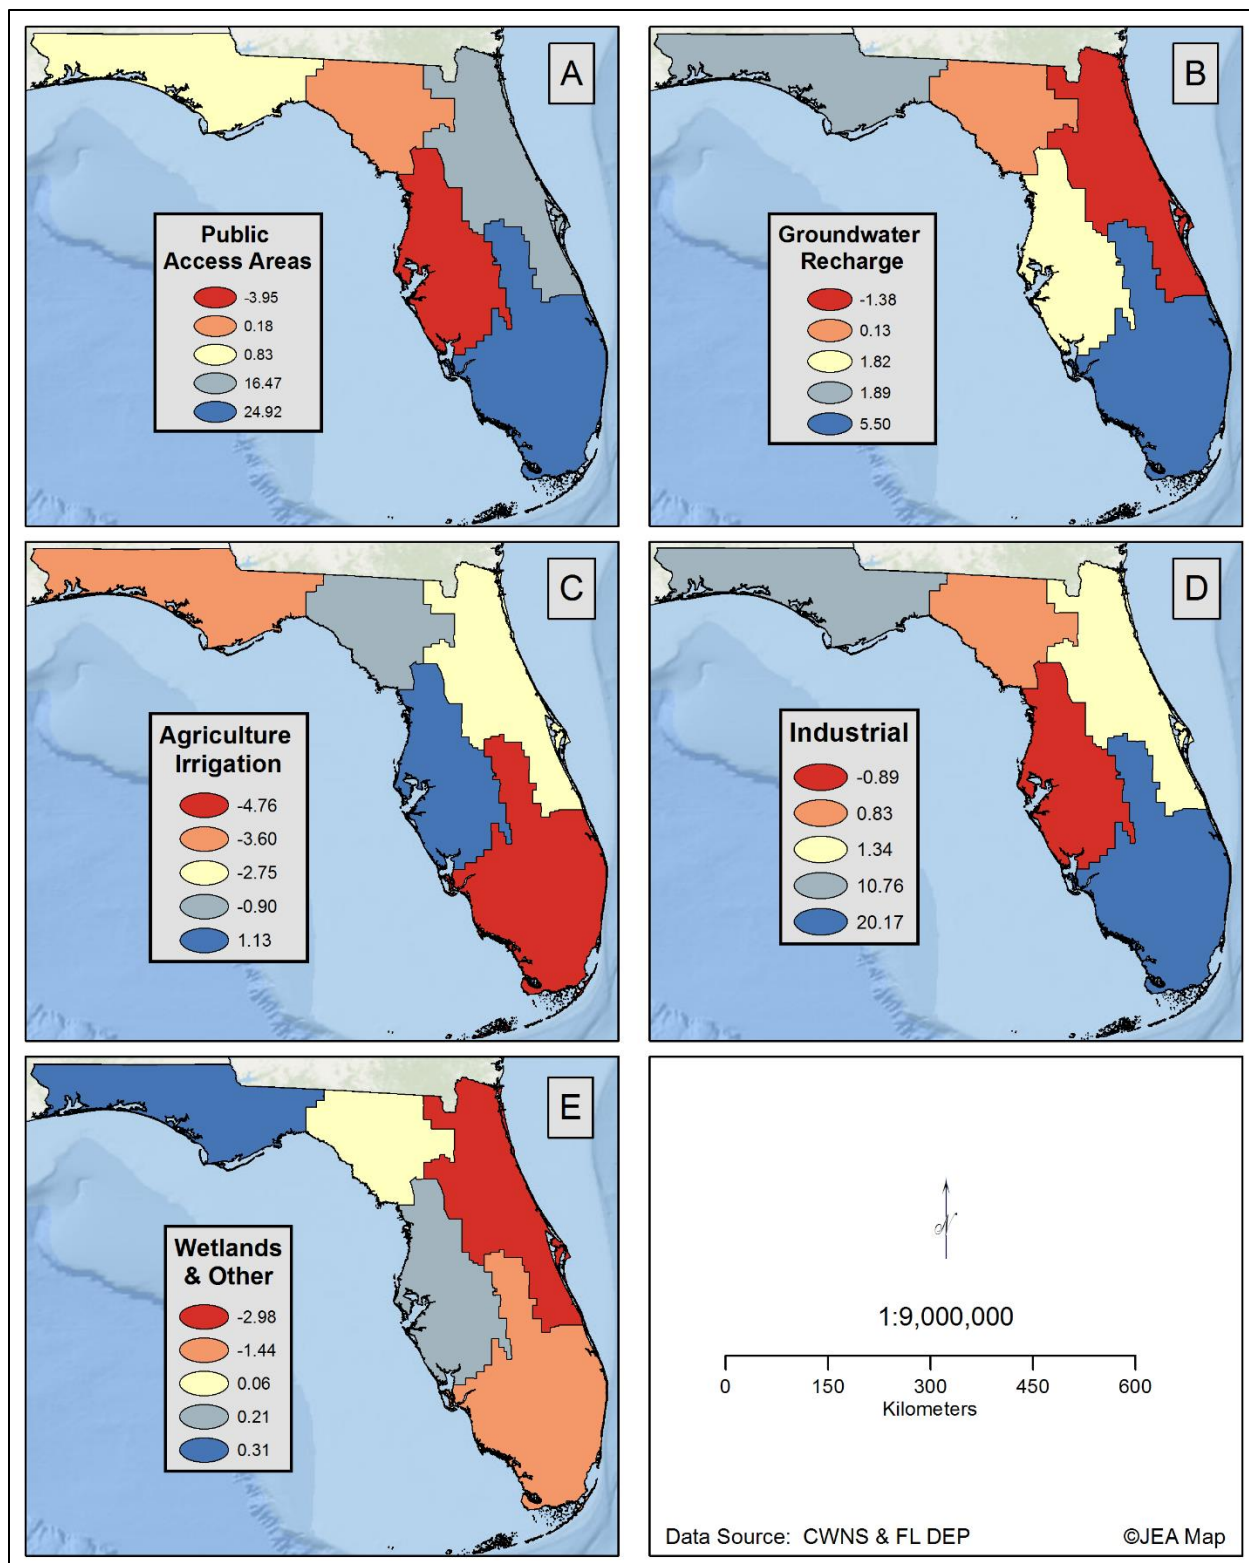 A
Public
Access Areas
-3.95
0.18
0.83
16.47
24.92
B
Groundwater
Recharge
-1.38
0.13
1.82
1.89
5.50
C
Agriculture
Irrigation
-4.76
-3.60
-2.75
-0.90
1.13
D
Industrial
-0.89
0.83
1.34
10.76
20.17
E
Wetlands
& Other
-2.98
-1.44
0.06
0.21
0.31
N
1:9,000,000
0 150 300 450 600
Kilometers
Data Source: CWNS & FL DEP ©JEA Map